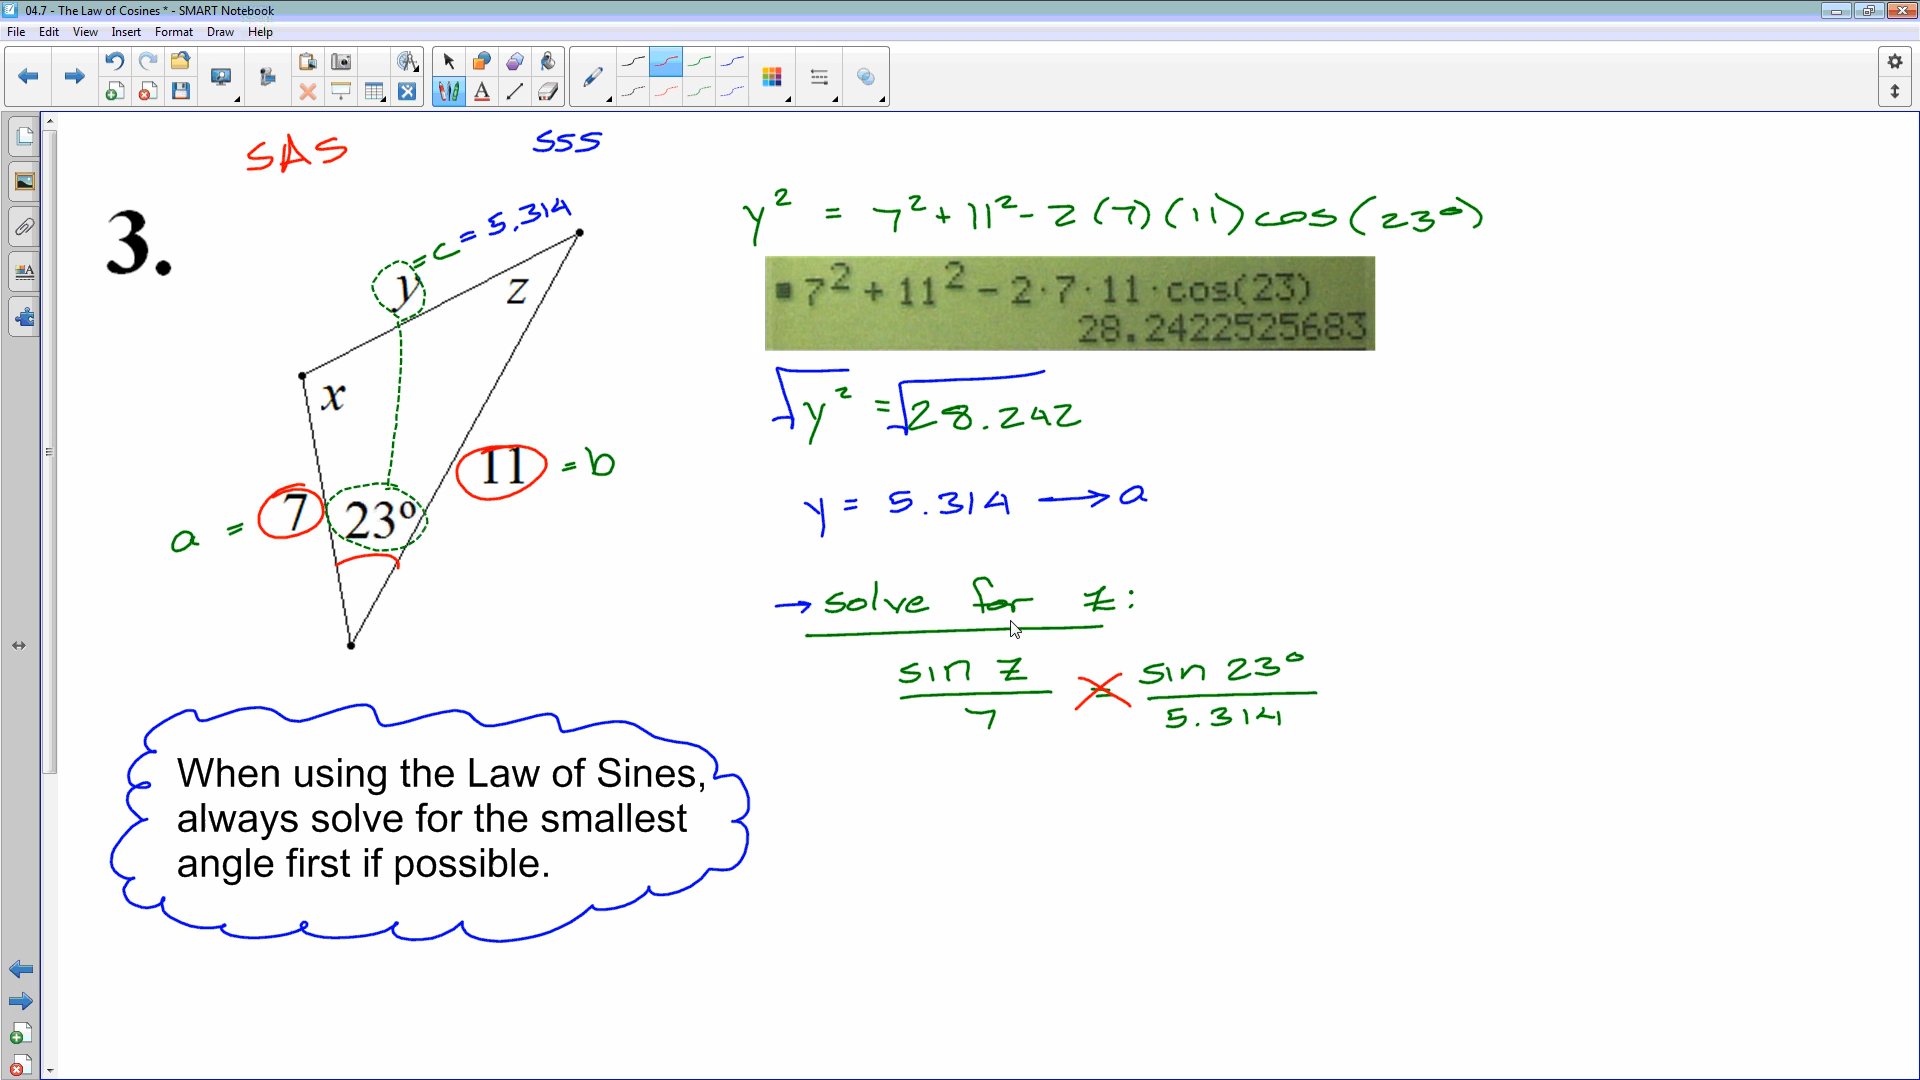 04.7 - The Law of Cosines * - SMART Notebook
File Edit View Insert Format Draw Help
SAS
SSS
3.
y = c = 5.314
z
x
11 = b
a = 7
23º
y² = 7² + 11² - 2 (7) (11) cos (23°)
7² + 11² - 2·7·11·cos(23)
28.2422525683
√y² = √28.242
y = 5.314 → a
→ solve for z:
sin z / 7 = sin 23° / 5.314
When using the Law of Sines,
always solve for the smallest
angle first if possible.